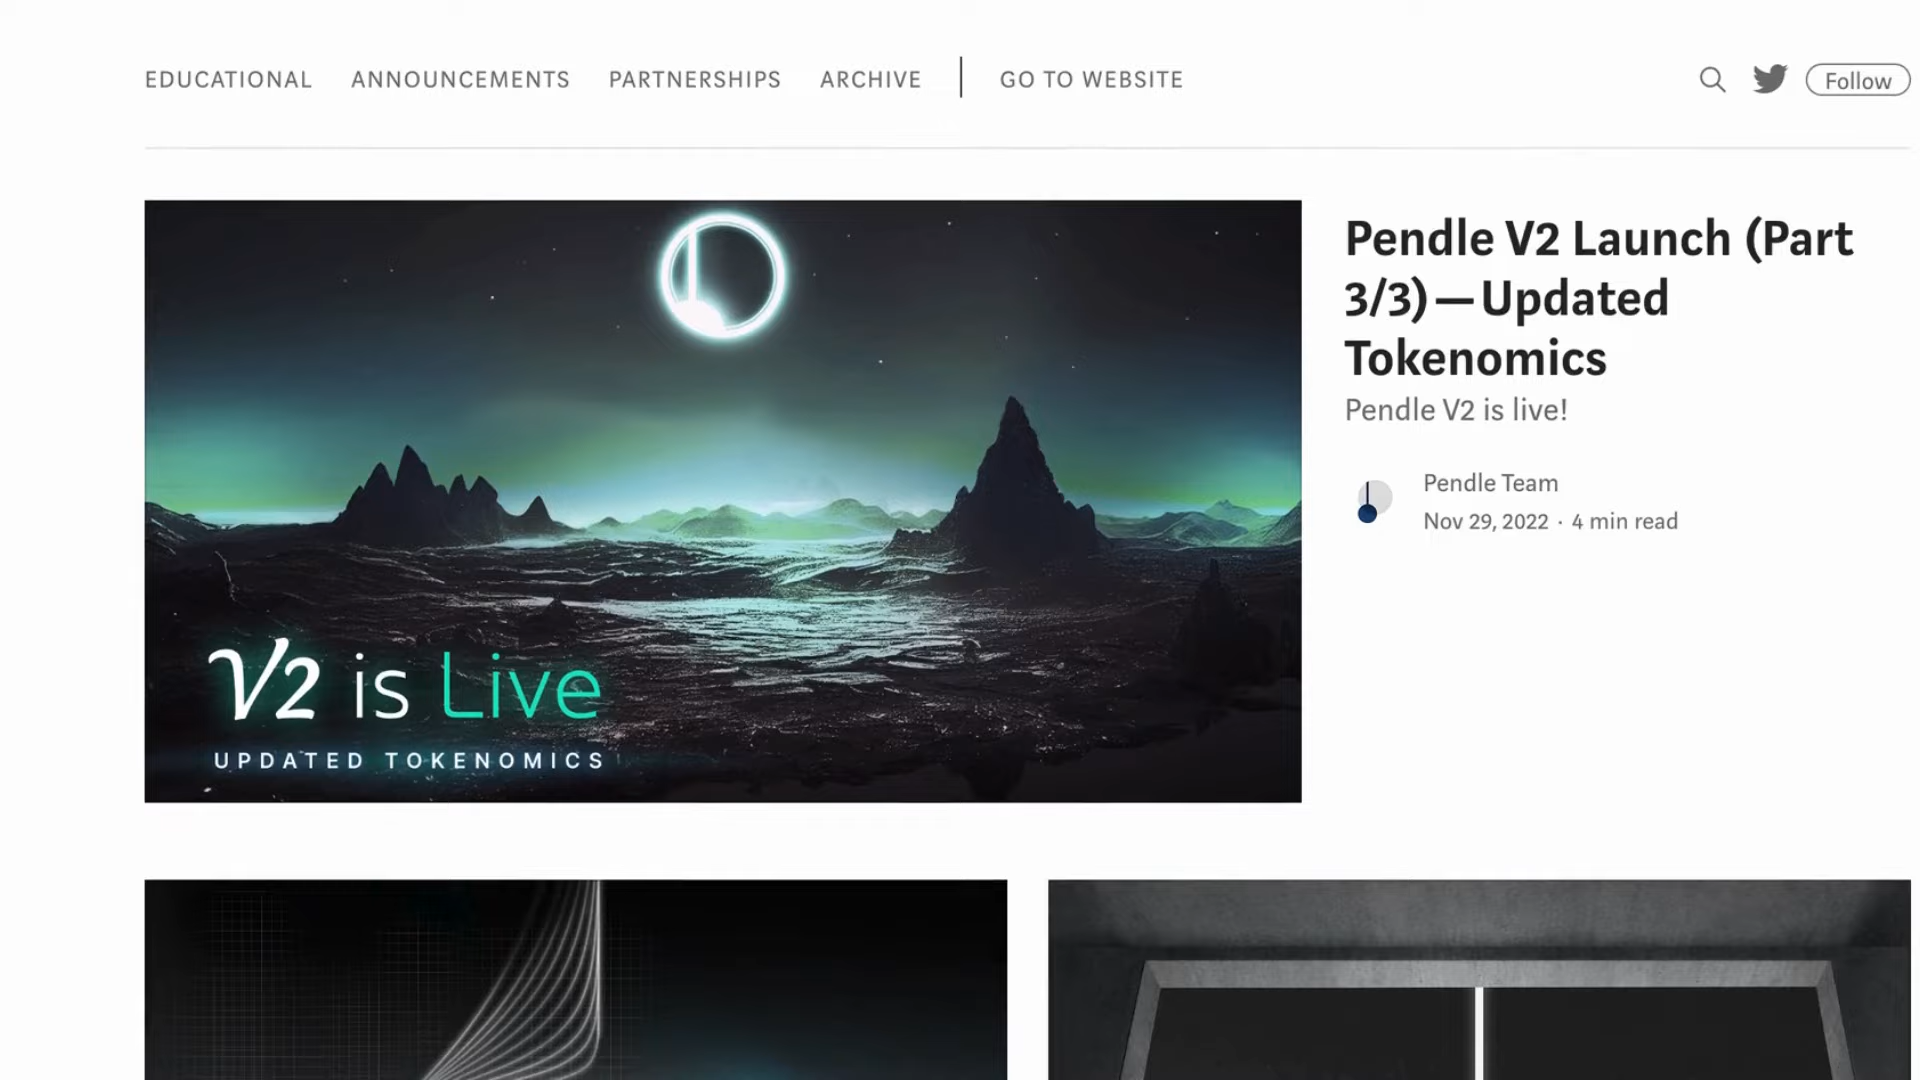 EDUCATIONAL ANNOUNCEMENTS PARTNERSHIPS ARCHIVE GO TO WEBSITE Follow
Pendle V2 Launch (Part
3/3) — Updated
Tokenomics
Pendle V2 is live!
Pendle Team
Nov 29, 2022 · 4 min read
V2 is Live
UPDATED TOKENOMICS